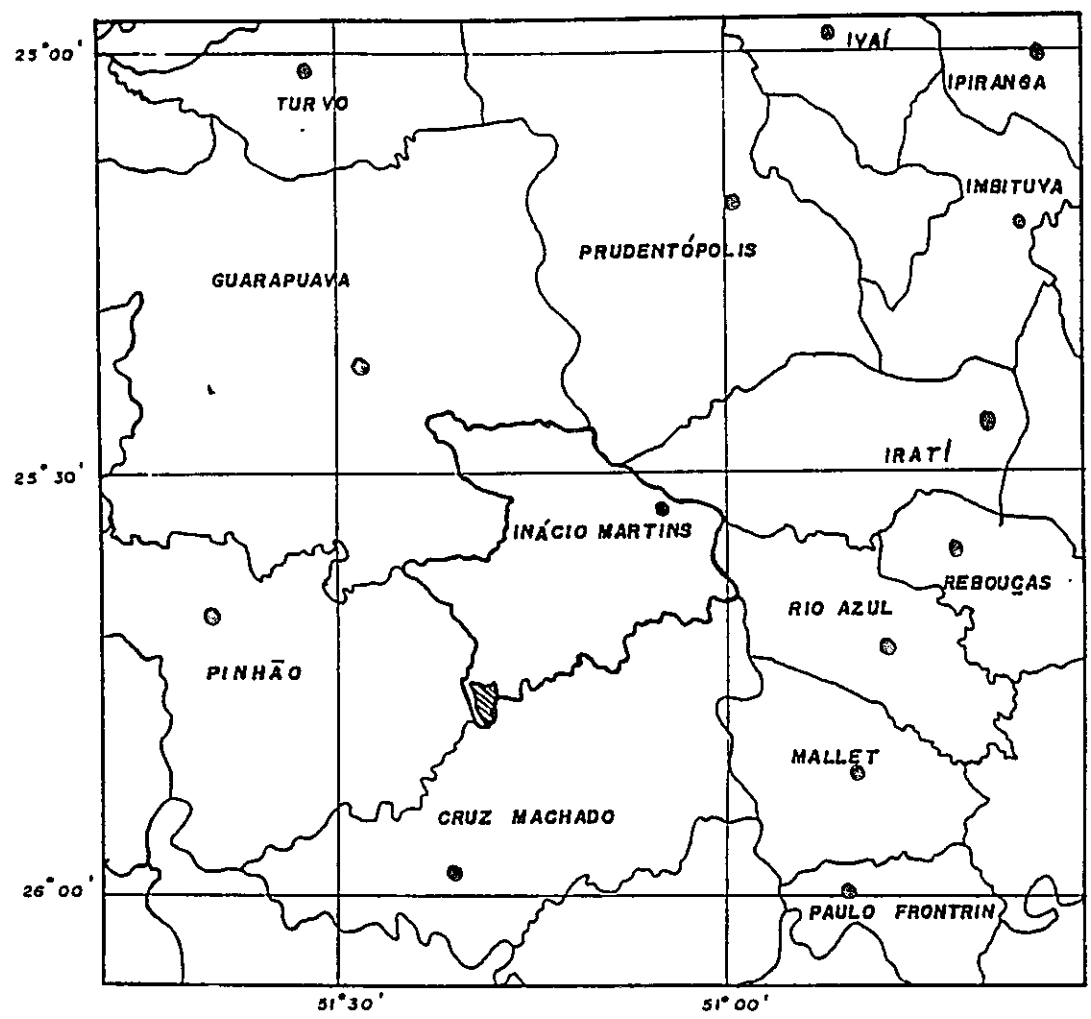 25°00'
IVAÍ
IPIRANGA
TURVO
IMBITUVA
PRUDENTÓPOLIS
GUARAPUAVA
IRATÍ
25°30'
INÁCIO MARTINS
REBOUÇAS
RIO AZUL
PINHÃO
MALLET
CRUZ MACHADO
26°00'
PAULO FRONTRIN
51°30'
51°00'